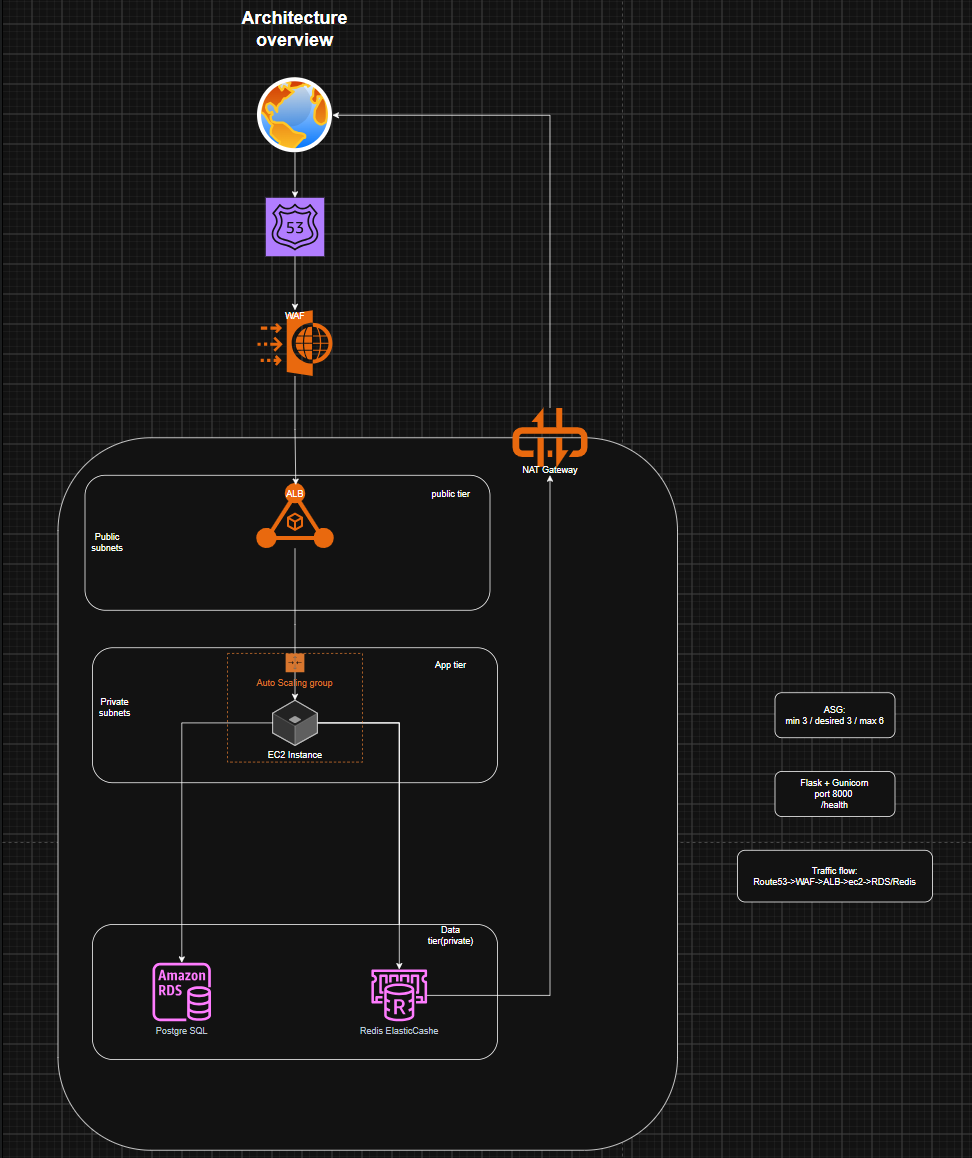 Architecture
overview
53
WAF
NAT Gateway
ALB
public tier
Public
subnets
App tier
Auto Scaling group
Private
subnets
EC2 Instance
ASG:
min 3 / desired 3 / max 6
Flask + Gunicorn
port 8000
/health
Traffic flow:
Route53->WAF->ALB->ec2->RDS/Redis
Data
tier(private)
Amazon
RDS
R
Postgre SQL
Redis ElasticCashe